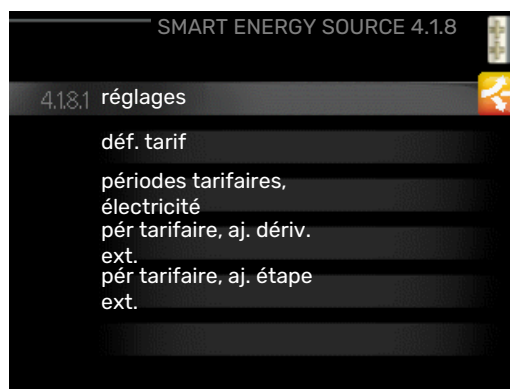 SMART ENERGY SOURCE 4.1.8
4.1.8.1 réglages
déf. tarif
périodes tarifaires,
électricité
pér tarifaire, aj. dériv.
ext.
pér tarifaire, aj. étape
ext.